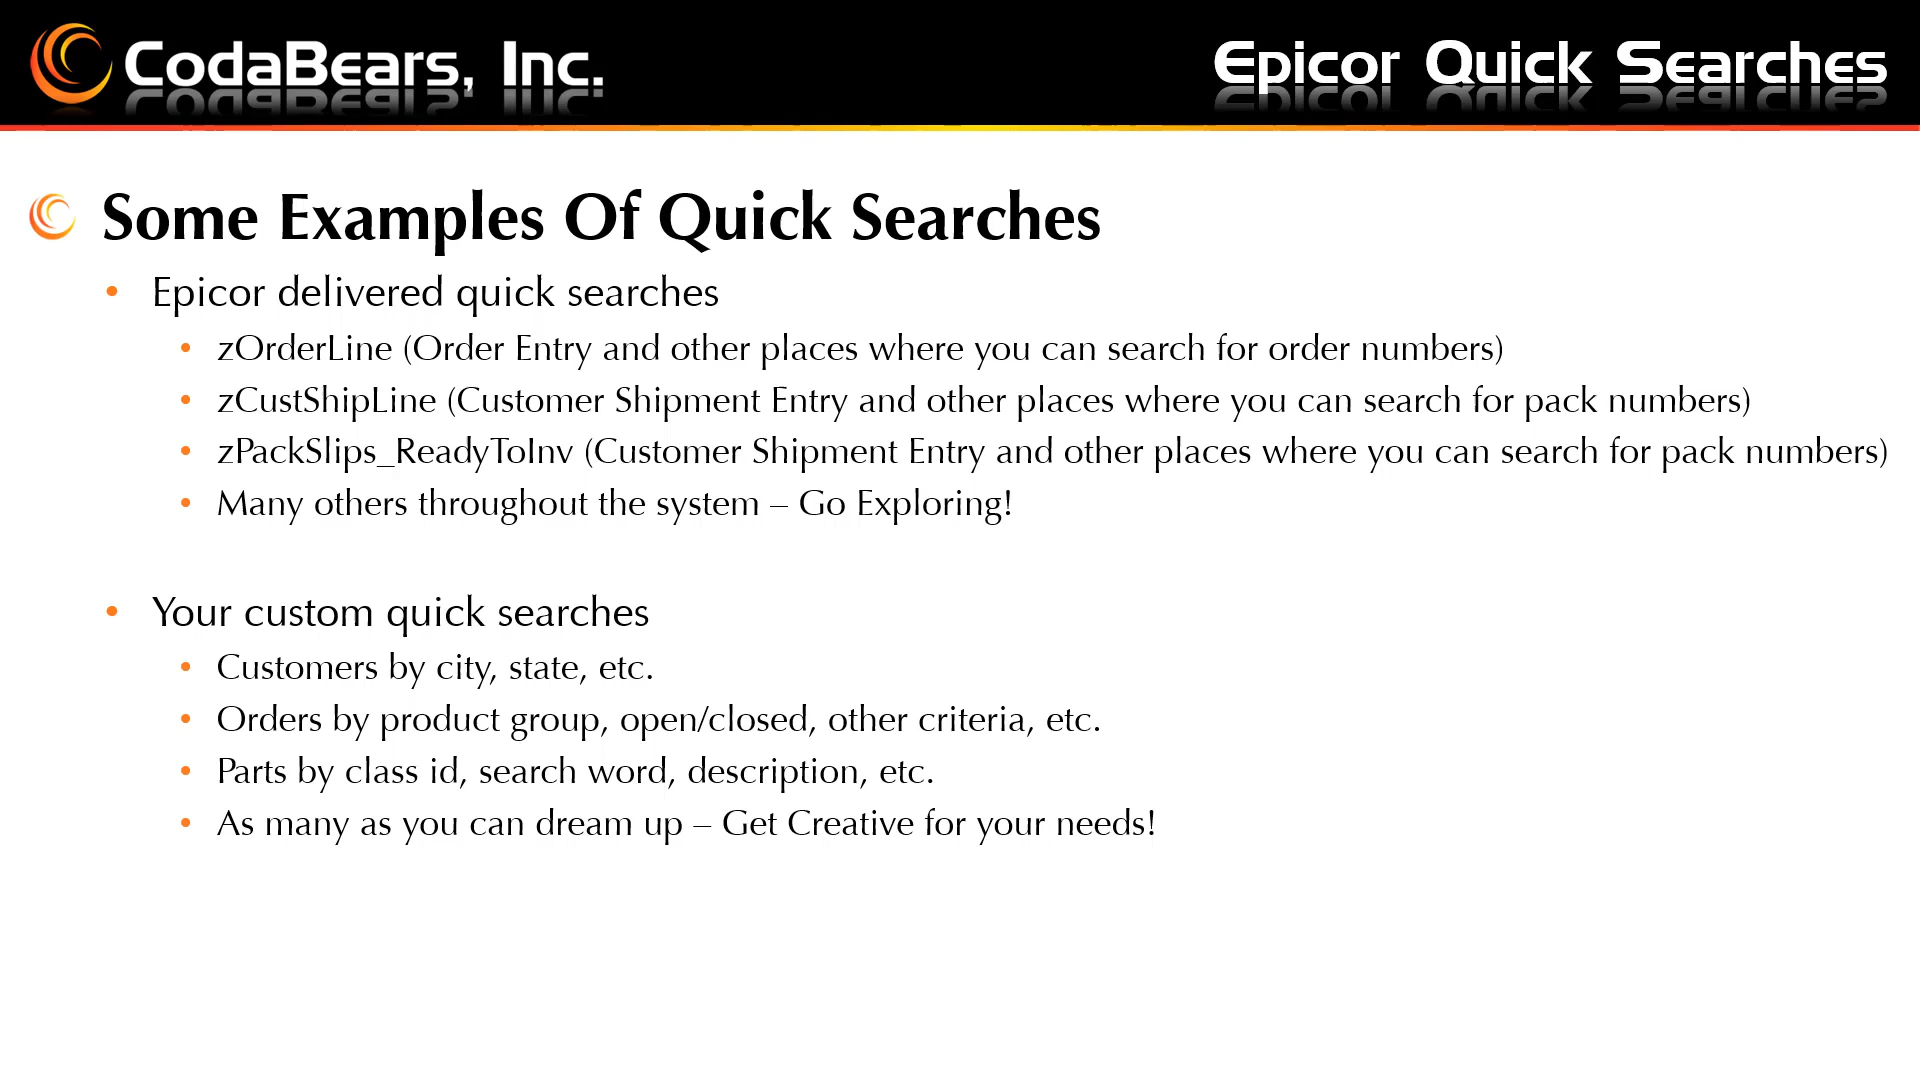 CodaBears, Inc.
Epicor Quick Searches
Some Examples Of Quick Searches
• Epicor delivered quick searches
• zOrderLine (Order Entry and other places where you can search for order numbers)
• zCustShipLine (Customer Shipment Entry and other places where you can search for pack numbers)
• zPackSlips_ReadyToInv (Customer Shipment Entry and other places where you can search for pack numbers)
• Many others throughout the system – Go Exploring!
• Your custom quick searches
• Customers by city, state, etc.
• Orders by product group, open/closed, other criteria, etc.
• Parts by class id, search word, description, etc.
• As many as you can dream up – Get Creative for your needs!